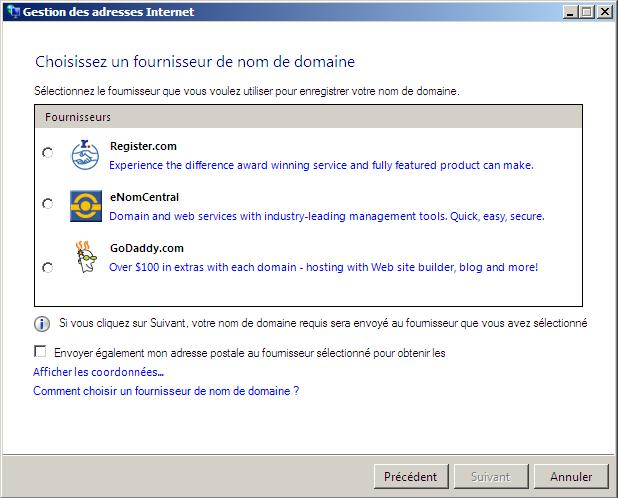 Gestion des adresses Internet
Choisissez un fournisseur de nom de domaine
Sélectionnez le fournisseur que vous voulez utiliser pour enregistrer votre nom de domaine.
Fournisseurs
r.
Register.com
Experience the difference award winning service and fully featured product can make.
eNomCentral
Domain and web services with industry-leading management tools. Quick, easy, secure.
GoDaddy.com
Over $100 in extras with each domain - hosting with Web site builder, blog and more!
Si vous cliquez sur Suivant, votre nom de domaine requis sera envoyé au fournisseur que vous avez sélectionné
Envoyer également mon adresse postale au fournisseur sélectionné pour obtenir les
Afficher les coordonnées...
Comment choisir un fournisseur de nom de domaine ?
Précédent Suivant Annuler